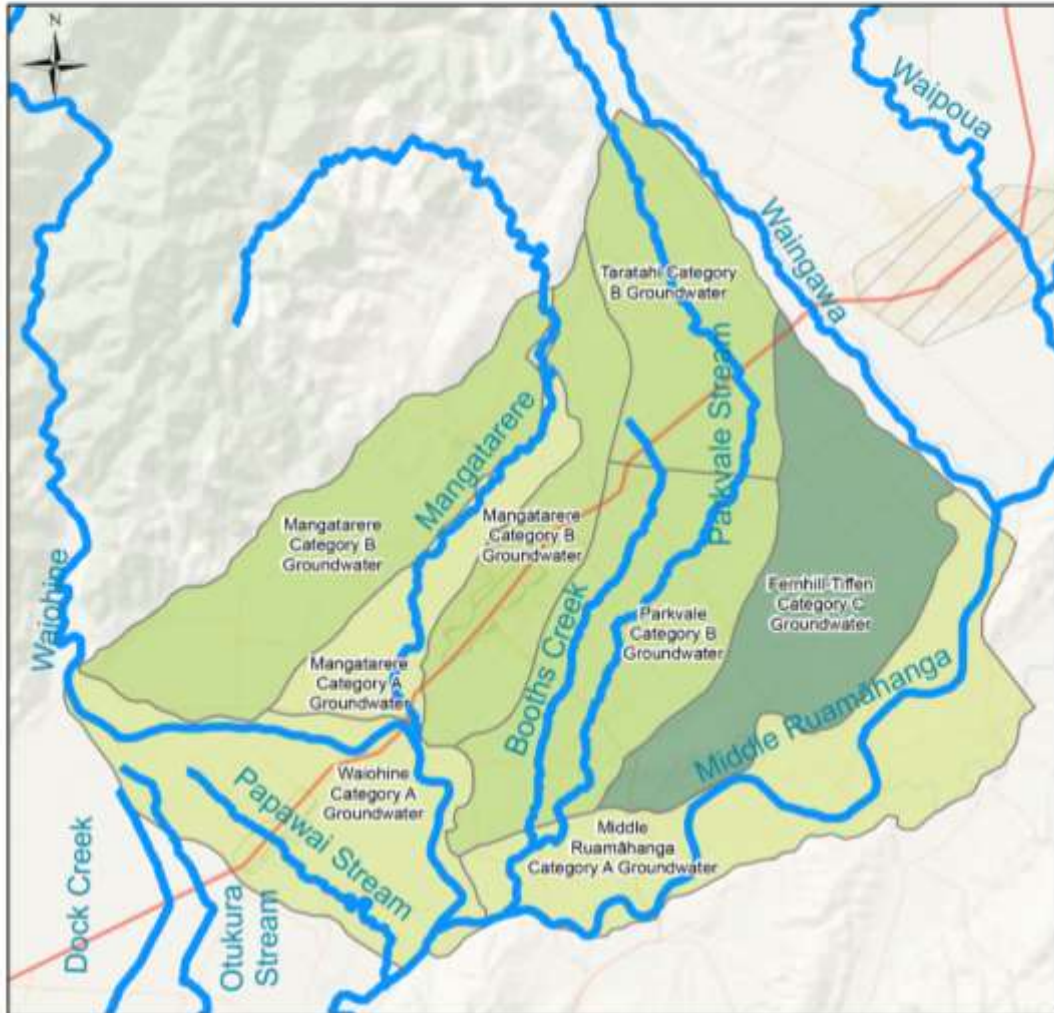 N
Waipoua
Waingawa
Taratahi Category
B Groundwater
Parkvale Stream
Mangatarere
Mangatarere
Category B
Groundwater
Mangatarere
Category B
Groundwater
Waiohine
Fernhill-Tiffen
Category C
Groundwater
Parkvale
Category B
Groundwater
Booths Creek
Mangatarere
Category A
Groundwater
Middle Ruamāhanga
Waiohine
Category A
Groundwater
Papawai Stream
Middle
Ruamāhanga
Category A Groundwater
Dock Creek
Otukura
Stream